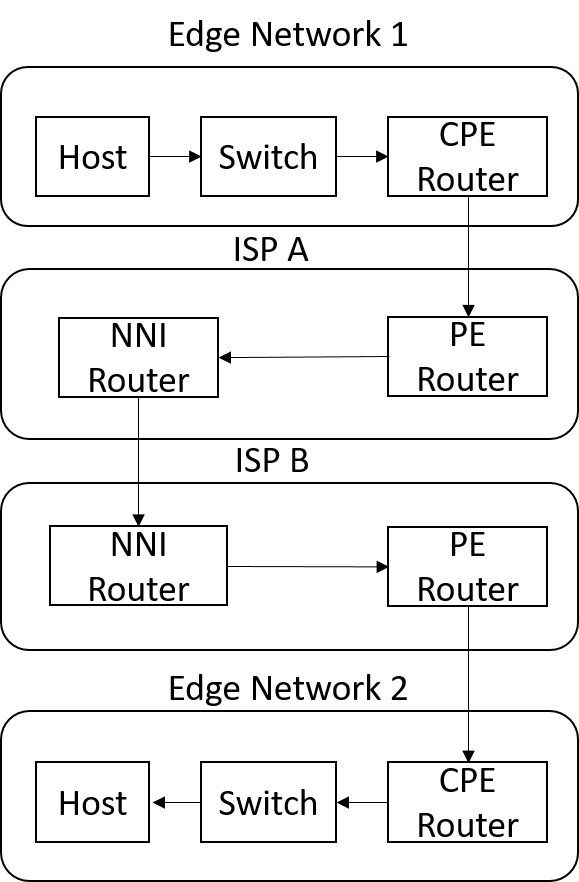 Edge Network 1
Host
Switch
CPE
Router
ISP A
NNI
Router
PE
Router
ISP B
NNI
Router
PE
Router
Edge Network 2
Host
Switch
CPE
Router